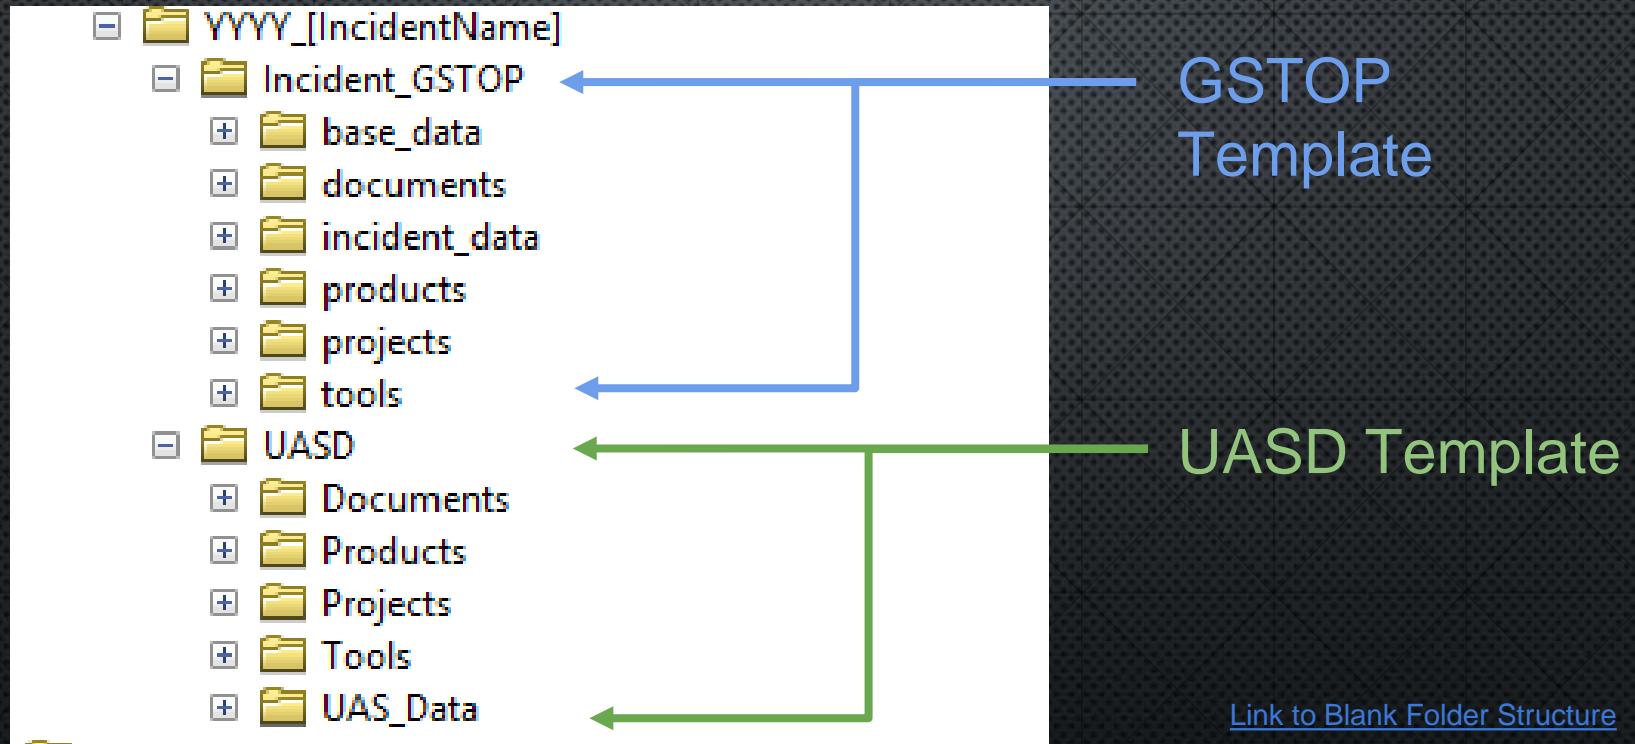 YYYY_[IncidentName]
Incident_GSTOP
base_data
documents
incident_data
products
projects
tools
UASD
Documents
Products
Projects
Tools
UAS_Data
GSTOP
Template
UASD Template
Link to Blank Folder Structure